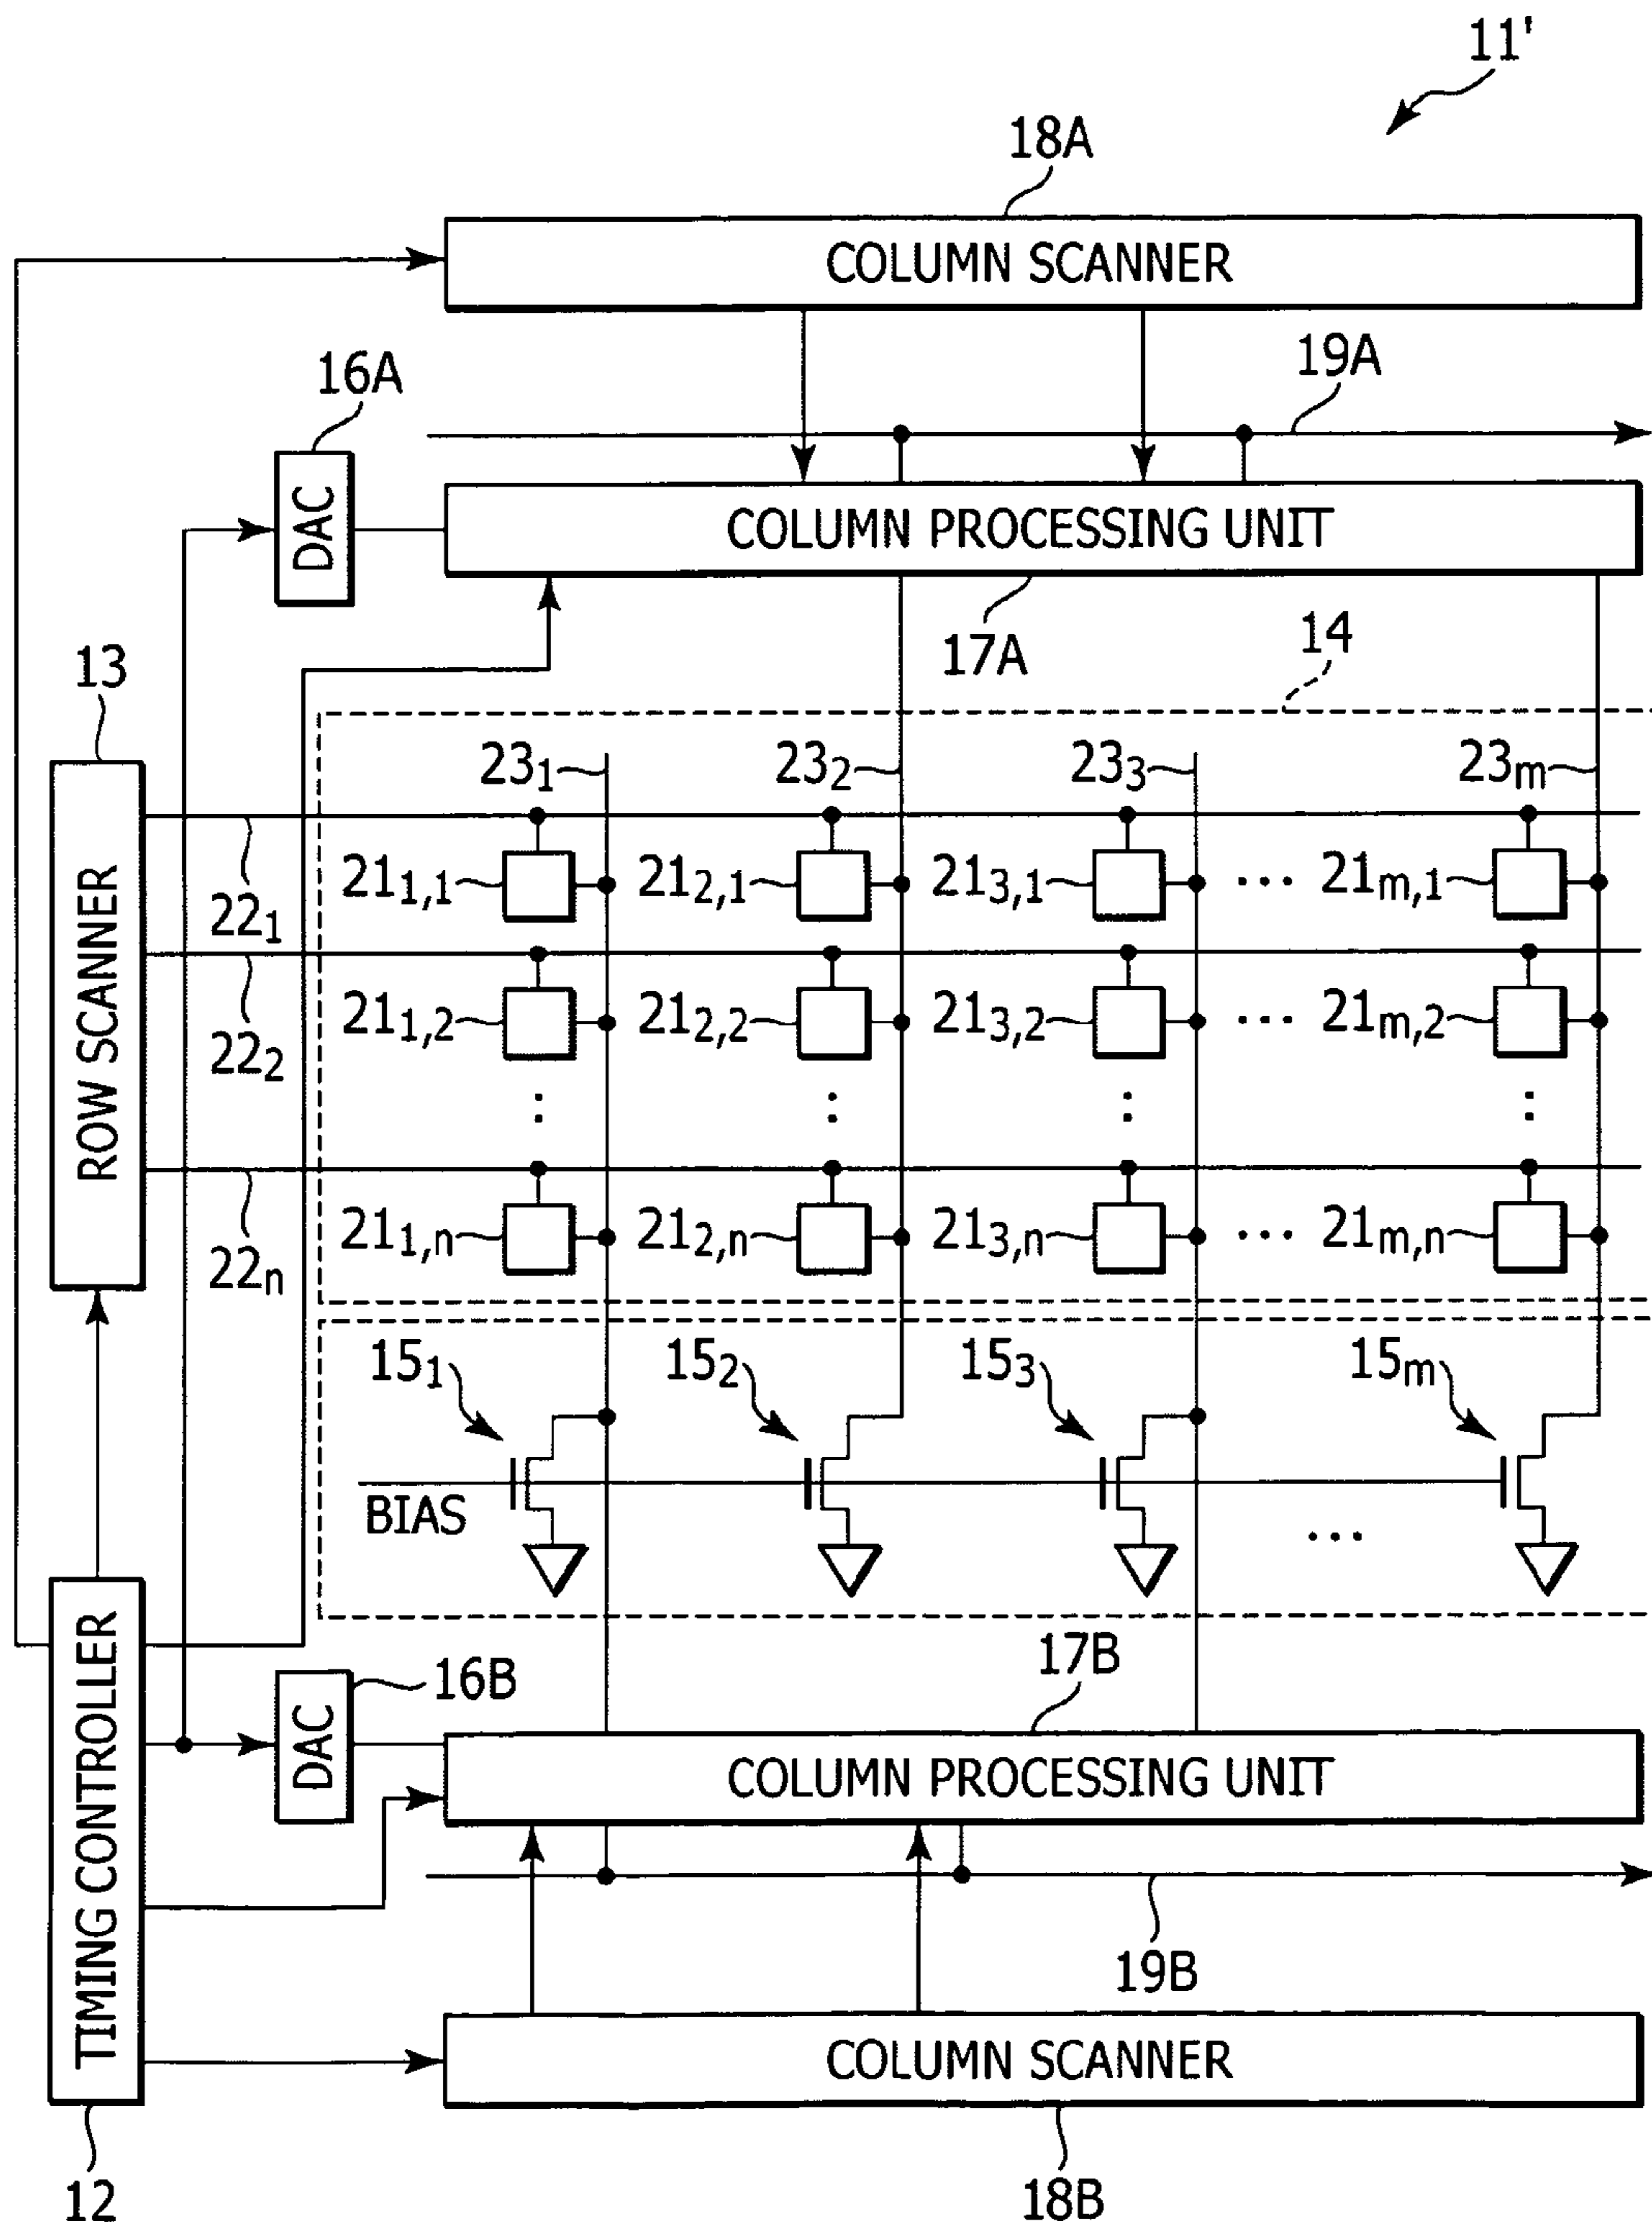 11'
18A
COLUMN SCANNER
19A
16A
DAC
COLUMN PROCESSING UNIT
17A
14
13
ROW SCANNER
23₁ 23₂ 23₃ 23ₘ
22₁
21₁,₁ 21₂,₁ 21₃,₁ ... 21ₘ,₁
22₂
21₁,₂ 21₂,₂ 21₃,₂ ... 21ₘ,₂
22ₙ
21₁,ₙ 21₂,ₙ 21₃,ₙ ... 21ₘ,ₙ
15₁ 15₂ 15₃ 15ₘ
BIAS
...
17B
16B
DAC
TIMING CONTROLLER
COLUMN PROCESSING UNIT
19B
COLUMN SCANNER
12
18B